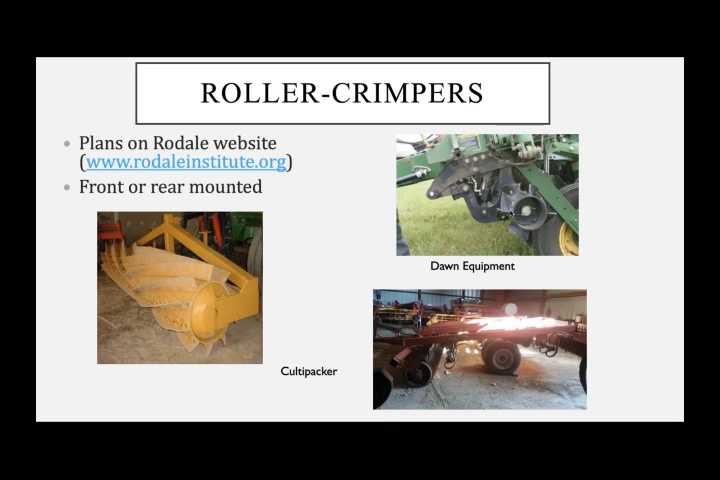 ROLLER-CRIMPERS
Plans on Rodale website
(www.rodaleinstitute.org)
Front or rear mounted
Dawn Equipment
Cultipacker